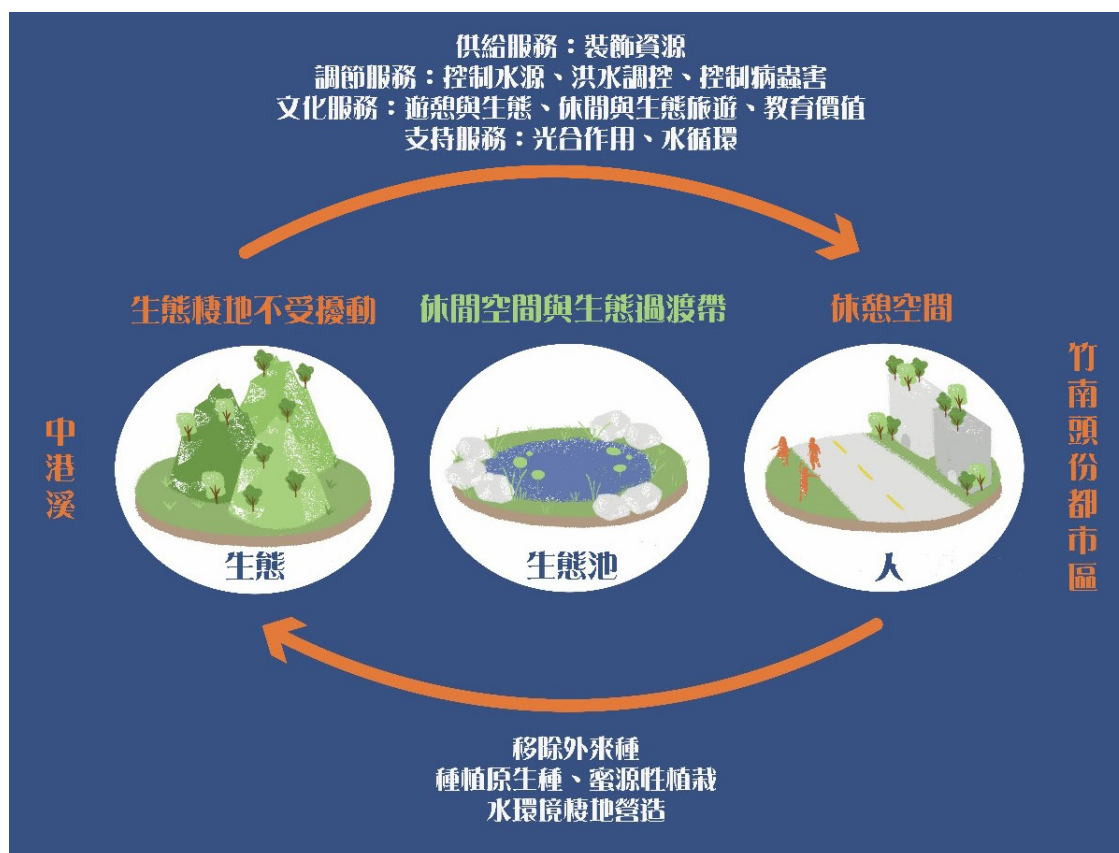 供給服務：裝飾資源
調節服務：控制水源、洪水調控、控制病蟲害
文化服務：遊憩與生態、休閒與生態旅遊、教育價值
支持服務：光合作用、水循環
生態棲地不受擾動
休閒空間與生態過渡帶
休憩空間
中港溪
生態
生態池
人
竹南頭份都市區
移除外來種
種植原生種、蜜源性植栽
水環境棲地營造